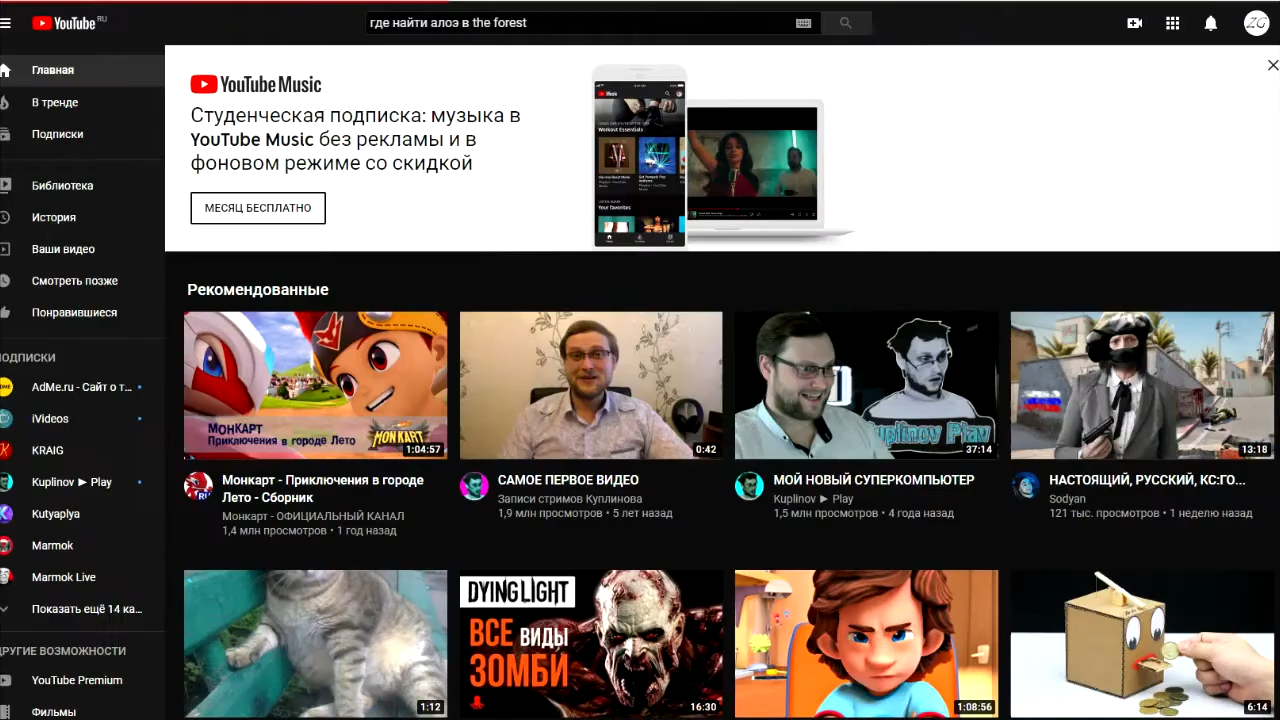 YouTube RU
где найти алоэ в the forest
Главная
В тренде
Подписки
Библиотека
История
Ваши видео
Смотреть позже
Понравившиеся
ОДПИСКИ
AdMe.ru - Сайт о т...
iVideos
KRAIG
Kuplinov ► Play
Kutyaplya
Marmok
Marmok Live
Показать ещё 14 ка...
ДРУГИЕ ВОЗМОЖНОСТИ
YouTube Premium
Фильмы
YouTube Music
Студенческая подписка: музыка в
YouTube Music без рекламы и в
фоновом режиме со скидкой
МЕСЯЦ БЕСПЛАТНО
Music
Workout Essentials
Your favorites
Рекомендованные
МОНКАРТ
Приключения в городе Лето
МОНКАРТ
1:04:57
Монкарт - Приключения в городе
Лето - Сборник
Монкарт - ОФИЦИАЛЬНЫЙ КАНАЛ
1,4 млн просмотров • 1 год назад
0:42
САМОЕ ПЕРВОЕ ВИДЕО
Записи стримов Куплинова
1,9 млн просмотров • 5 лет назад
Kuplinov Play
37:14
МОЙ НОВЫЙ СУПЕРКОМПЬЮТЕР
Kuplinov ► Play
1,5 млн просмотров • 4 года назад
13:18
НАСТОЯЩИЙ, РУССКИЙ, КС:ГО...
Sodyan
121 тыс. просмотров • 1 неделю назад
1:12
DYING LIGHT
ВСЕ ВИДЫ
ЗОМБИ
16:30
1:08:56
6:14